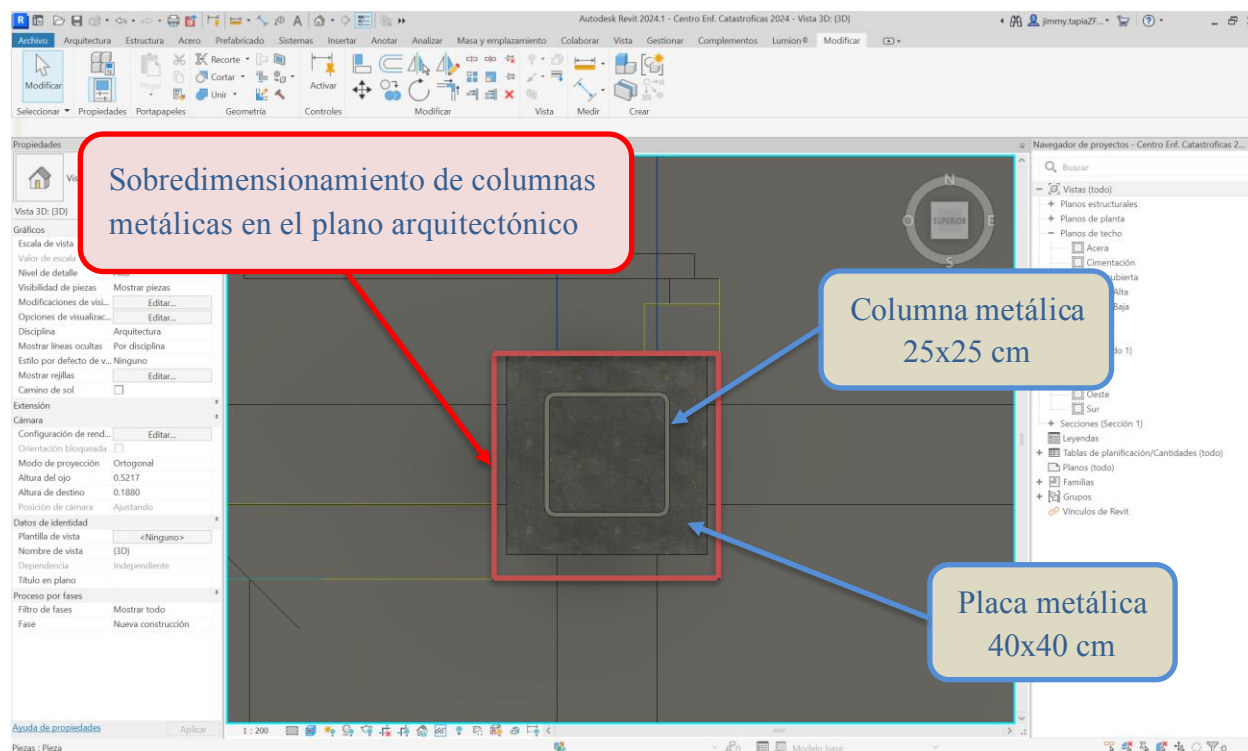 Autodesk Revit 2024.1 - Centro Enf. Catastroficas 2024 - Vista 3D: {3D}
jimmy.tapiaZF...
Archivo Arquitectura Estructura Acero Prefabricado Sistemas Insertar Anotar Analizar Masa y emplazamiento Colaborar Vista Gestionar Complementos Lumion® Modificar
Modificar
Pegar
Recorte
Cortar
Unir
Activar
Seleccionar Propiedades Portapapeles Geometría Controles Modificar Vista Medir Crear
Propiedades
Vista 3D: {3D}
Gráficos
Escala de vista
Valor de escala
Nivel de detalle
Visibilidad de piezas Mostrar piezas
Modificaciones de visi... Editar...
Opciones de visualizac... Editar...
Disciplina Arquitectura
Mostrar líneas ocultas Por disciplina
Estilo por defecto de v... Ninguno
Mostrar rejillas Editar...
Camino de sol
Extensión
Cámara
Configuración de rend... Editar...
Orientación bloqueada
Modo de proyección Ortogonal
Altura del ojo 0.5217
Altura de destino 0.1880
Posición de cámara Ajustando
Datos de identidad
Plantilla de vista <Ninguno>
Nombre de vista {3D}
Dependencia Independiente
Título en plano
Proceso por fases
Filtro de fases Mostrar todo
Fase Nueva construcción
Ayuda de propiedades Aplicar
Piezas : Pieza
Sobredimensionamiento de columnas
metálicas en el plano arquitectónico
N
O SUPERIOR E
S
Columna metálica
25x25 cm
Placa metálica
40x40 cm
1 : 200
Modelo base
Navegador de proyectos - Centro Enf. Catastroficas 2...
Buscar
Vistas (todo)
Planos estructurales
Planos de planta
Planos de techo
Acera
Cimentación
ubierta
Alta
Baja
Oeste
Sur
Secciones (Sección 1)
Leyendas
Tablas de planificación/Cantidades (todo)
Planos (todo)
Familias
Grupos
Vínculos de Revit